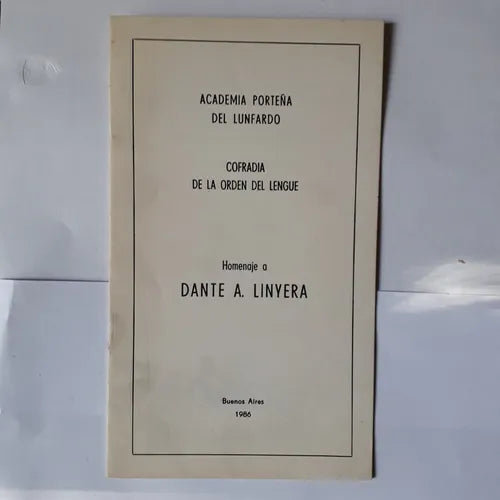 ACADEMIA PORTEÑA
DEL LUNFARDO
COFRADIA
DE LA ORDEN DEL LENGUE
Homenaje a
DANTE A. LINYERA
Buenos Aires
1986